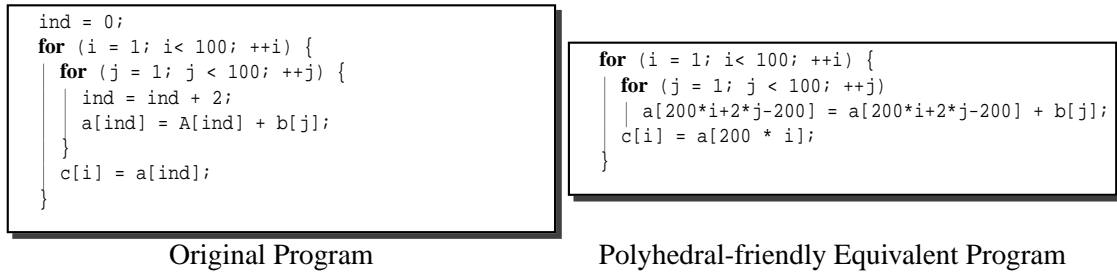 ind = 0;
for (i = 1; i< 100; ++i) {
for (j = 1; j < 100; ++j) {
ind = ind + 2;
a[ind] = A[ind] + b[j];
}
c[i] = a[ind];
}
Original Program
for (i = 1; i< 100; ++i) {
for (j = 1; j < 100; ++j)
a[200*i+2*j-200] = a[200*i+2*j-200] + b[j];
c[i] = a[200 * i];
}
Polyhedral-friendly Equivalent Program